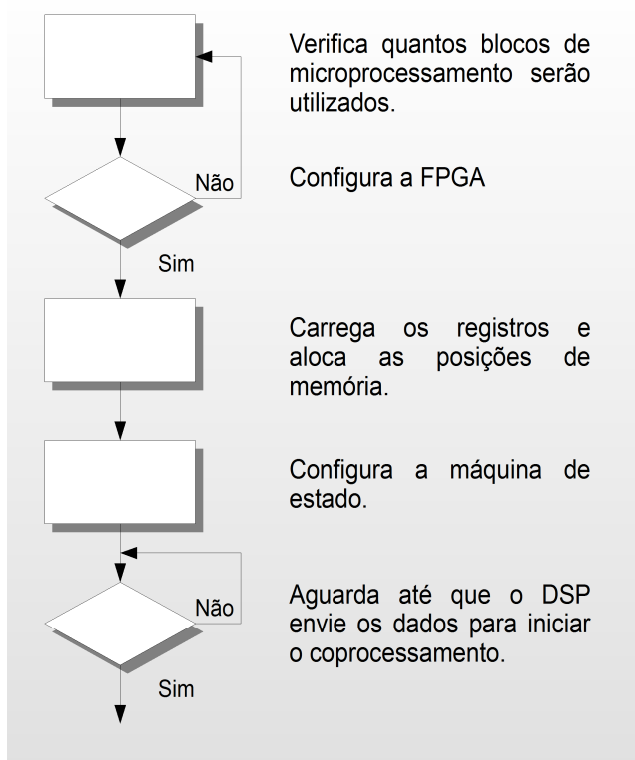 Verifica quantos blocos de
microprocessamento serão
utilizados.
Não
Configura a FPGA
Sim
Carrega os registros e
aloca as posições de
memória.
Configura a máquina de
estado.
Não
Aguarda até que o DSP
envie os dados para iniciar
o coprocessamento.
Sim